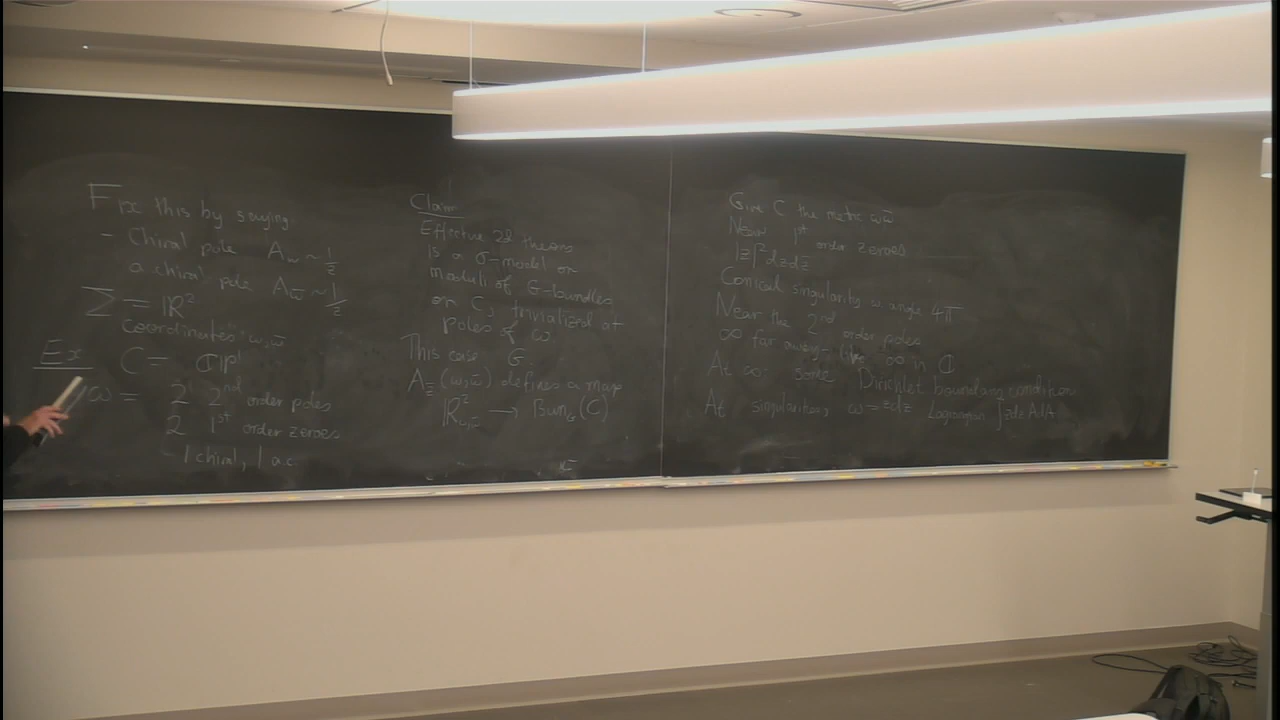 Fix this by saying
- Chiral pole A_w ~ 1/2
a chiral pole A_w̄ ~ 1/2
Σ = ℝ²
Coordinates w, w̄
Ex C = ℂℙ¹
ω = 2 2nd order poles
2 1st order zeroes
- 1 chiral, 1 a.c.
Claim
Effective 2d theory
is a σ-model on
moduli of G-bundles
on C, trivialized at
poles of ω
This case G
A_z̄ (w, w̄) defines a map
ℝ² → Bun_G (C)
Give C the metric ωω̄
Near 1st order zeroes
|z|² dz dz̄
Conical singularity w angle 4π
Near the 2nd order poles
∞ far away - like ∞ in ℂ
At ∞: some Dirichlet boundary condition
At singularities, ω = z dz Lagrangian ∫ z dz A dA